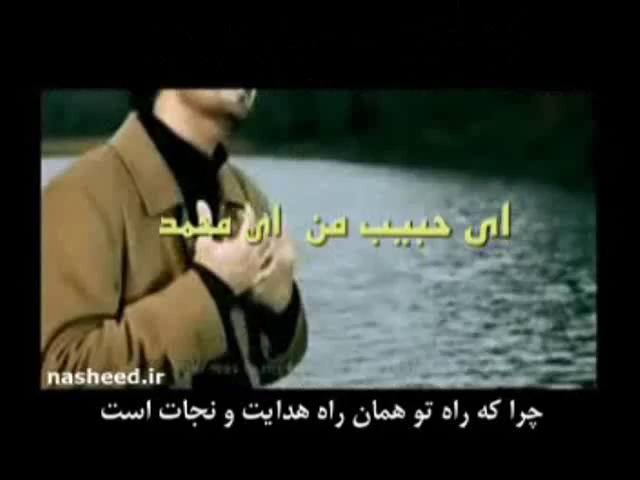 ای حبیب من ای محمد
nasheed.ir
چرا که راه تو همان راه هدایت و نجات است